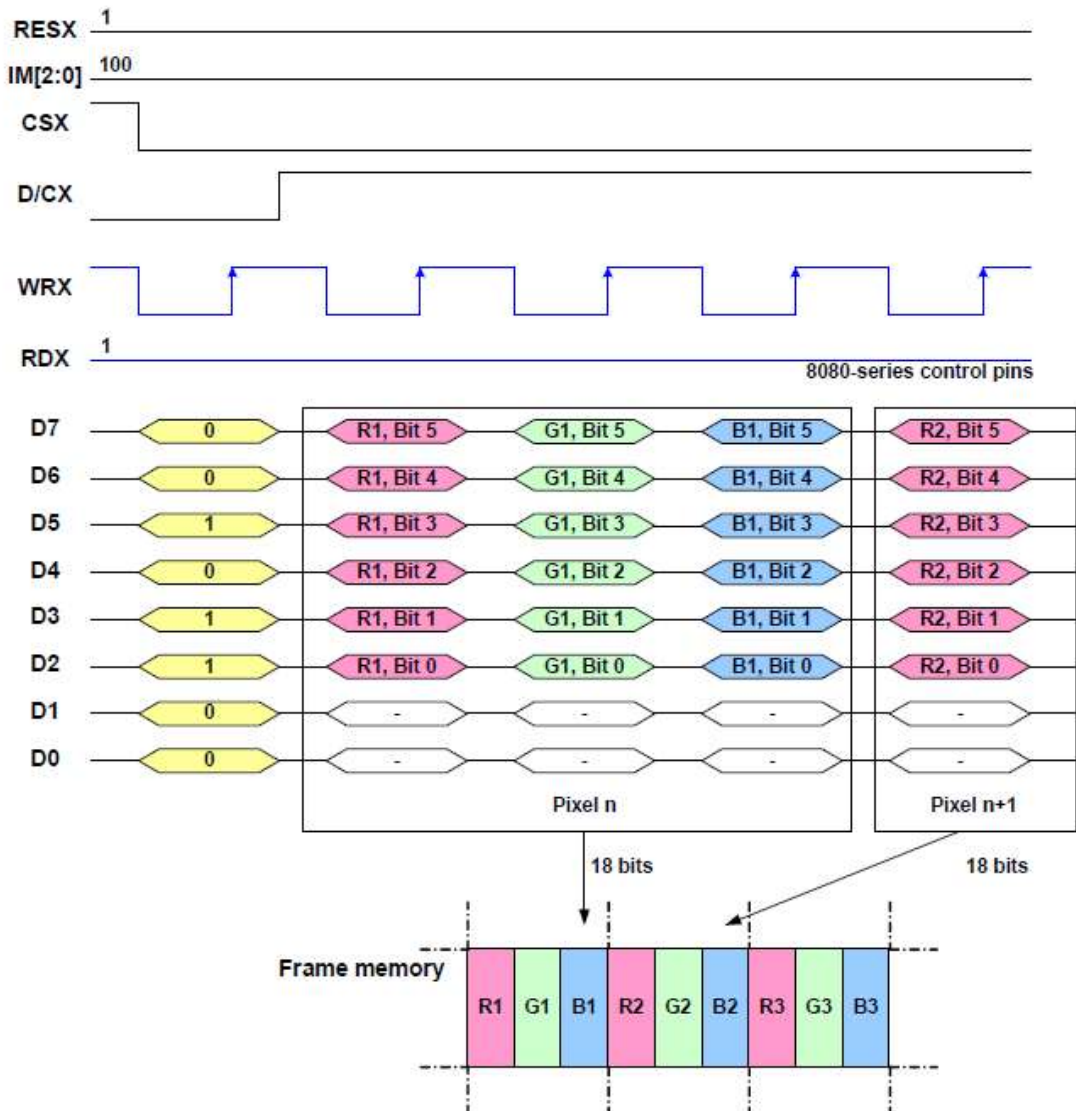 RESX 1
IM[2:0] 100
CSX
D/CX
WRX
RDX 1
8080-series control pins
D7 0 R1, Bit 5 G1, Bit 5 B1, Bit 5 R2, Bit 5
D6 0 R1, Bit 4 G1, Bit 4 B1, Bit 4 R2, Bit 4
D5 1 R1, Bit 3 G1, Bit 3 B1, Bit 3 R2, Bit 3
D4 0 R1, Bit 2 G1, Bit 2 B1, Bit 2 R2, Bit 2
D3 1 R1, Bit 1 G1, Bit 1 B1, Bit 1 R2, Bit 1
D2 1 R1, Bit 0 G1, Bit 0 B1, Bit 0 R2, Bit 0
D1 0 - - - -
D0 0 - - - -
Pixel n Pixel n+1
18 bits 18 bits
Frame memory
R1 G1 B1 R2 G2 B2 R3 G3 B3